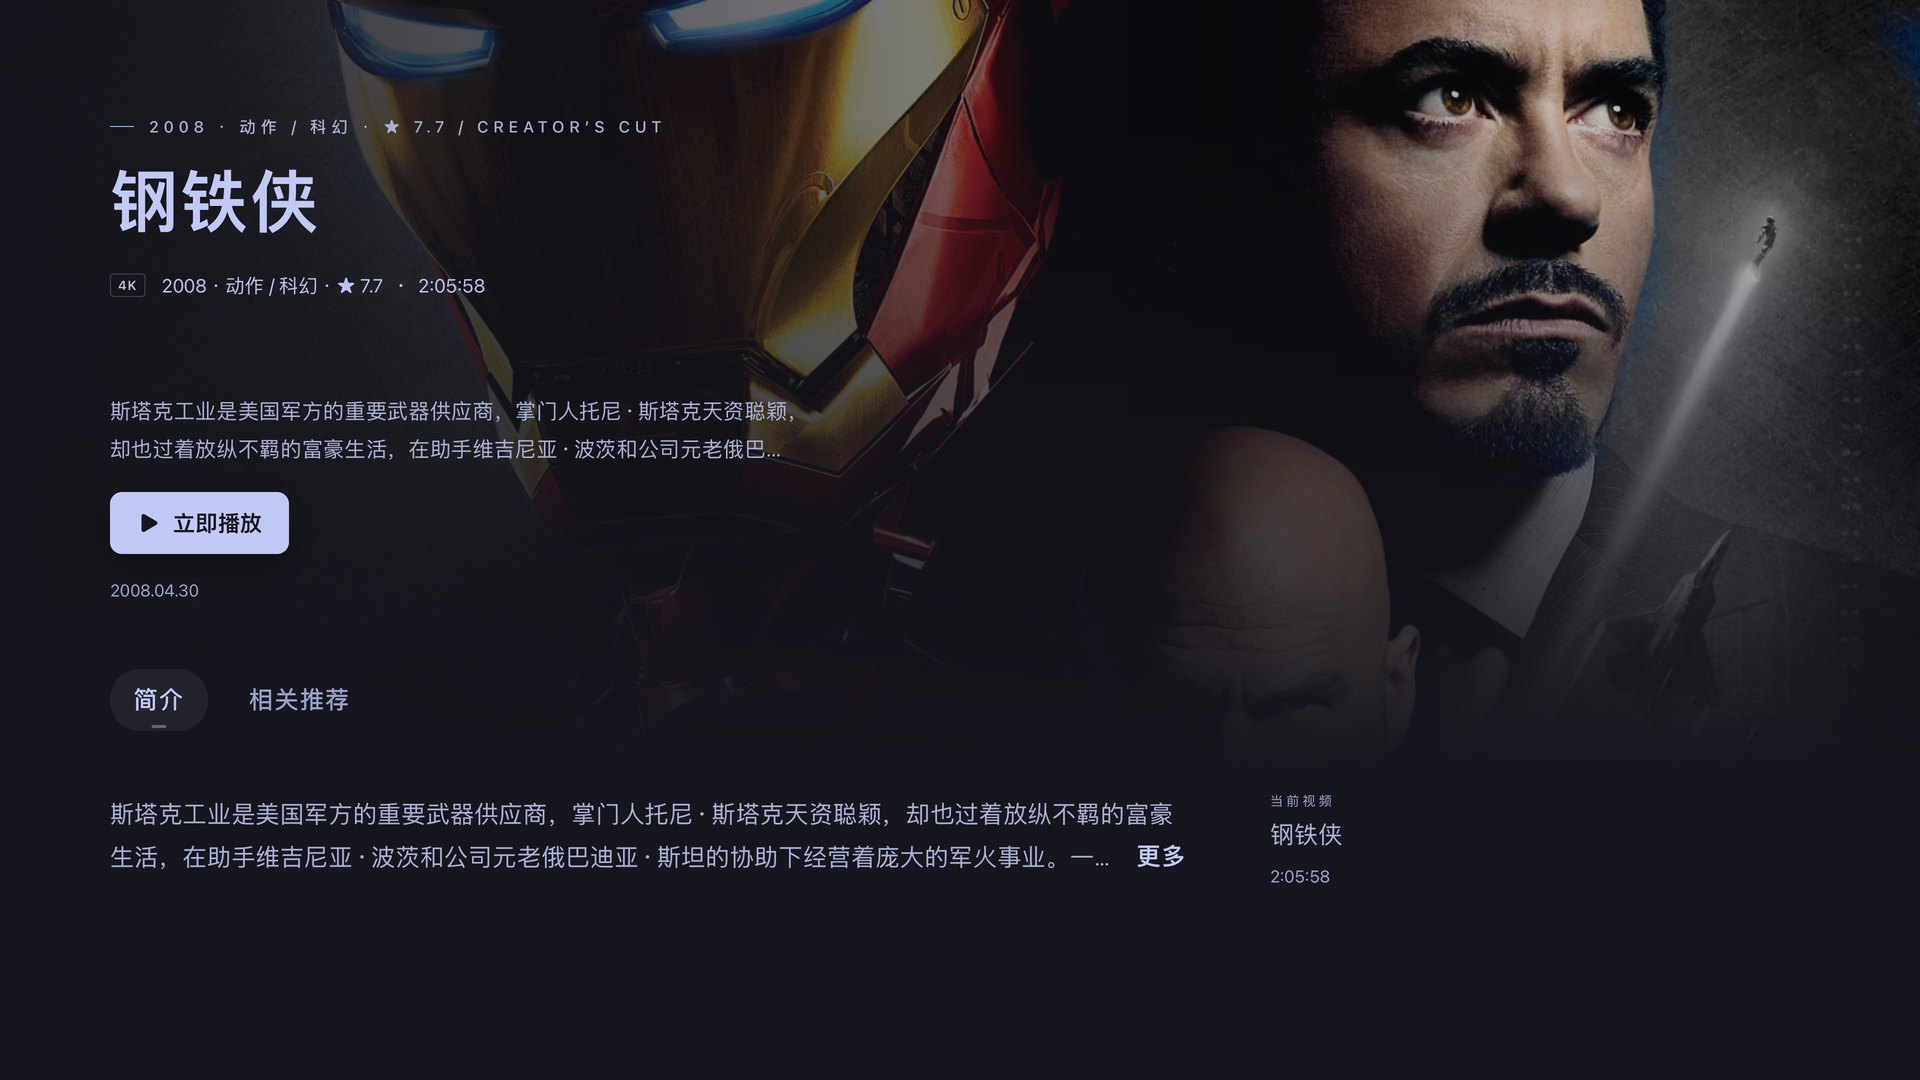 2008 · 动作 / 科幻 · ★ 7.7 / CREATOR'S CUT
钢铁侠
4K 2008 · 动作 / 科幻 · ★ 7.7 · 2:05:58
斯塔克工业是美国军方的重要武器供应商，掌门人托尼 · 斯塔克天资聪颖，
却也过着放纵不羁的富豪生活，在助手维吉尼亚 · 波茨和公司元老俄巴...
立即播放
2008.04.30
简介 相关推荐
斯塔克工业是美国军方的重要武器供应商，掌门人托尼 · 斯塔克天资聪颖，却也过着放纵不羁的富豪
生活，在助手维吉尼亚 · 波茨和公司元老俄巴迪亚 · 斯坦的协助下经营着庞大的军火事业。一... 更多
当前视频
钢铁侠
2:05:58